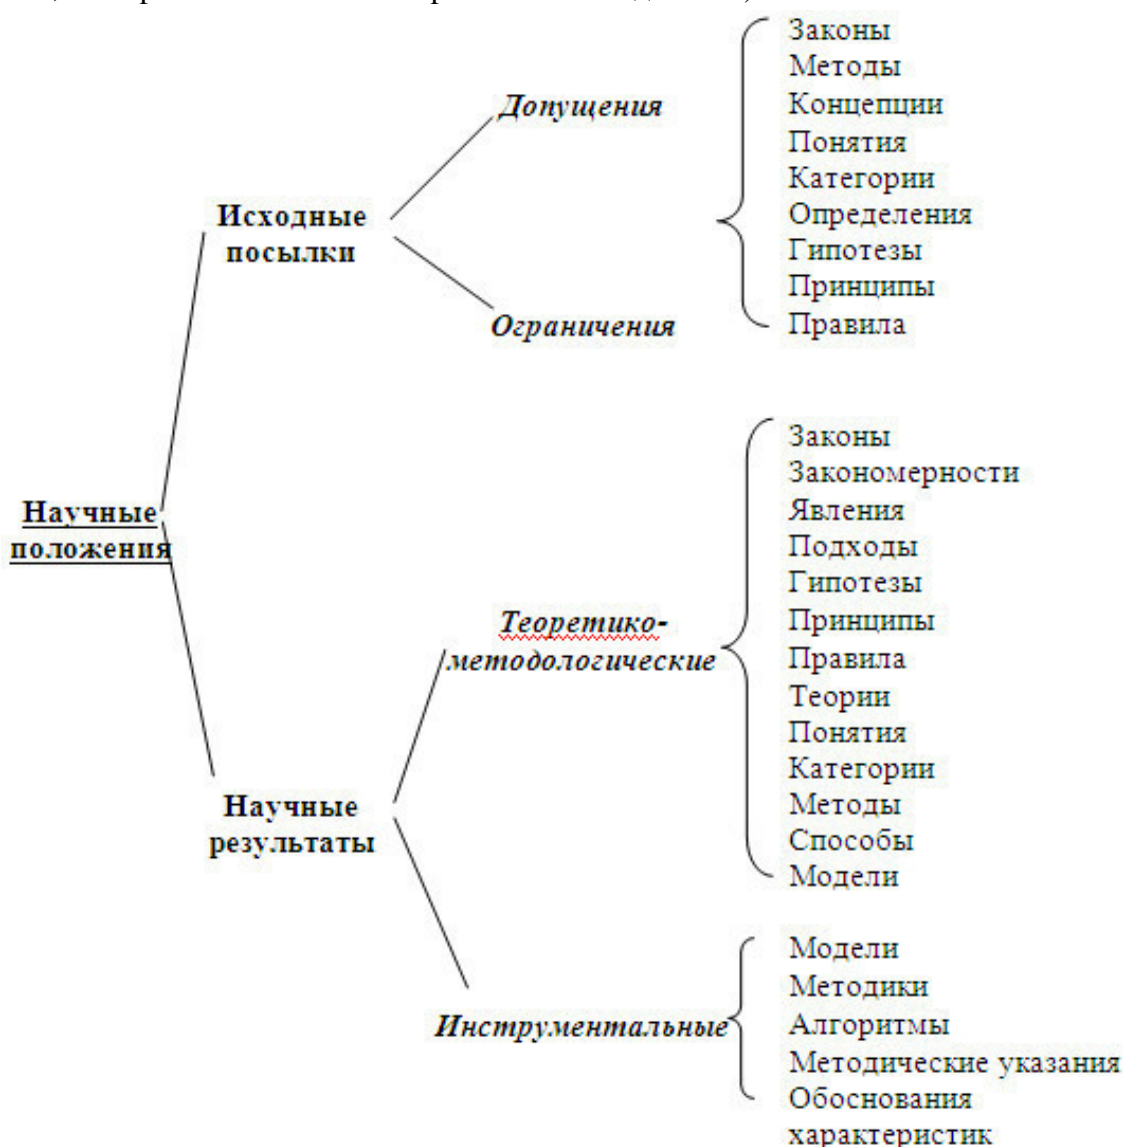 Законы
Методы
Концепции
Понятия
Категории
Определения
Гипотезы
Принципы
Правила
Допущения
Исходные
посылки
Ограничения
Научные
положения
Законы
Закономерности
Явления
Подходы
Гипотезы
Принципы
Правила
Теории
Понятия
Категории
Методы
Способы
Модели
Теоретико-
методологические
Научные
результаты
Инструментальные
Модели
Методики
Алгоритмы
Методические указания
Обоснования
характеристик